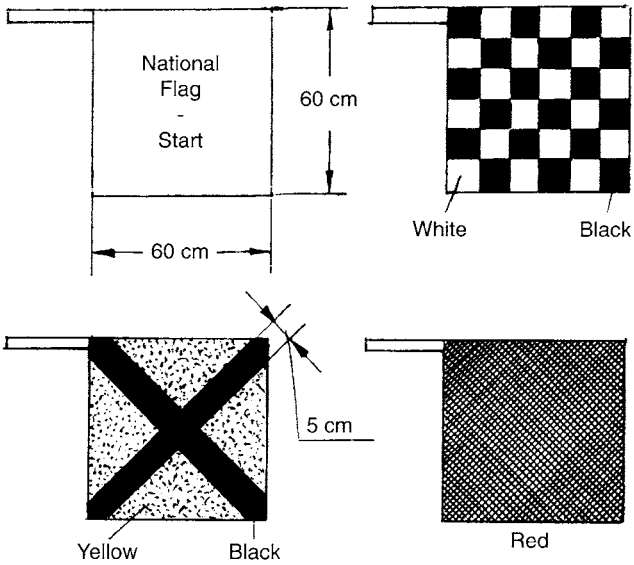 National
Flag
-
Start
60 cm
60 cm
White
Black
5 cm
Yellow
Black
Red